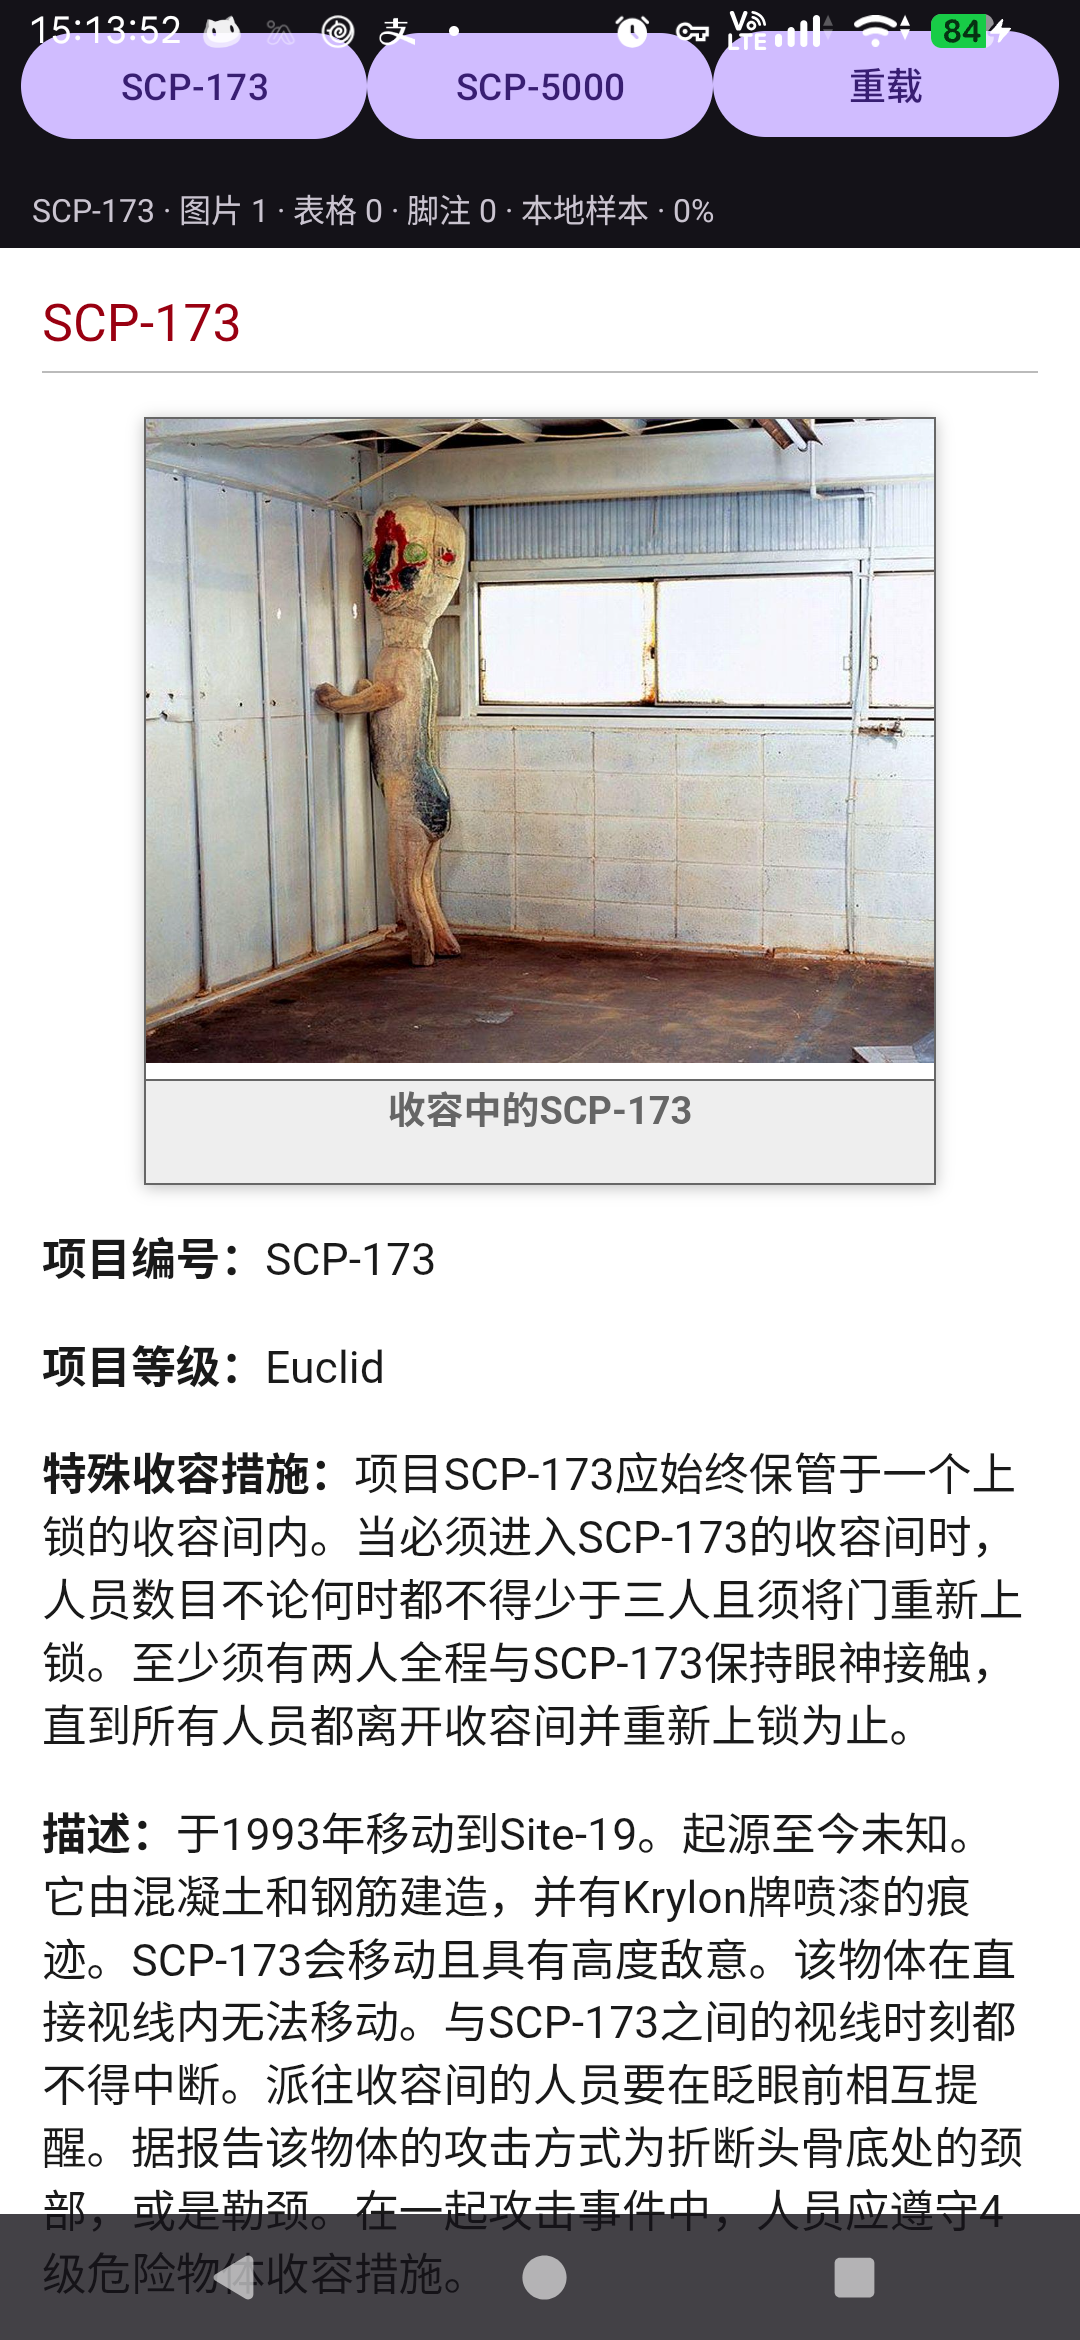 15:13:52 支 Vo LTE 84
SCP-173 SCP-5000 重载
SCP-173 · 图片 1 · 表格 0 · 脚注 0 · 本地样本 · 0%
SCP-173
收容中的SCP-173
项目编号：SCP-173
项目等级：Euclid
特殊收容措施：项目SCP-173应始终保管于一个上
锁的收容间内。当必须进入SCP-173的收容间时，
人员数目不论何时都不得少于三人且须将门重新上
锁。至少须有两人全程与SCP-173保持眼神接触，
直到所有人员都离开收容间并重新上锁为止。
描述：于1993年移动到Site-19。起源至今未知。
它由混凝土和钢筋建造，并有Krylon牌喷漆的痕
迹。SCP-173会移动且具有高度敌意。该物体在直
接视线内无法移动。与SCP-173之间的视线时刻都
不得中断。派往收容间的人员要在眨眼前相互提
醒。据报告该物体的攻击方式为折断头骨底处的颈
部，或是勒颈。在一起攻击事件中，人员应遵守4
级危险物体收容措施。